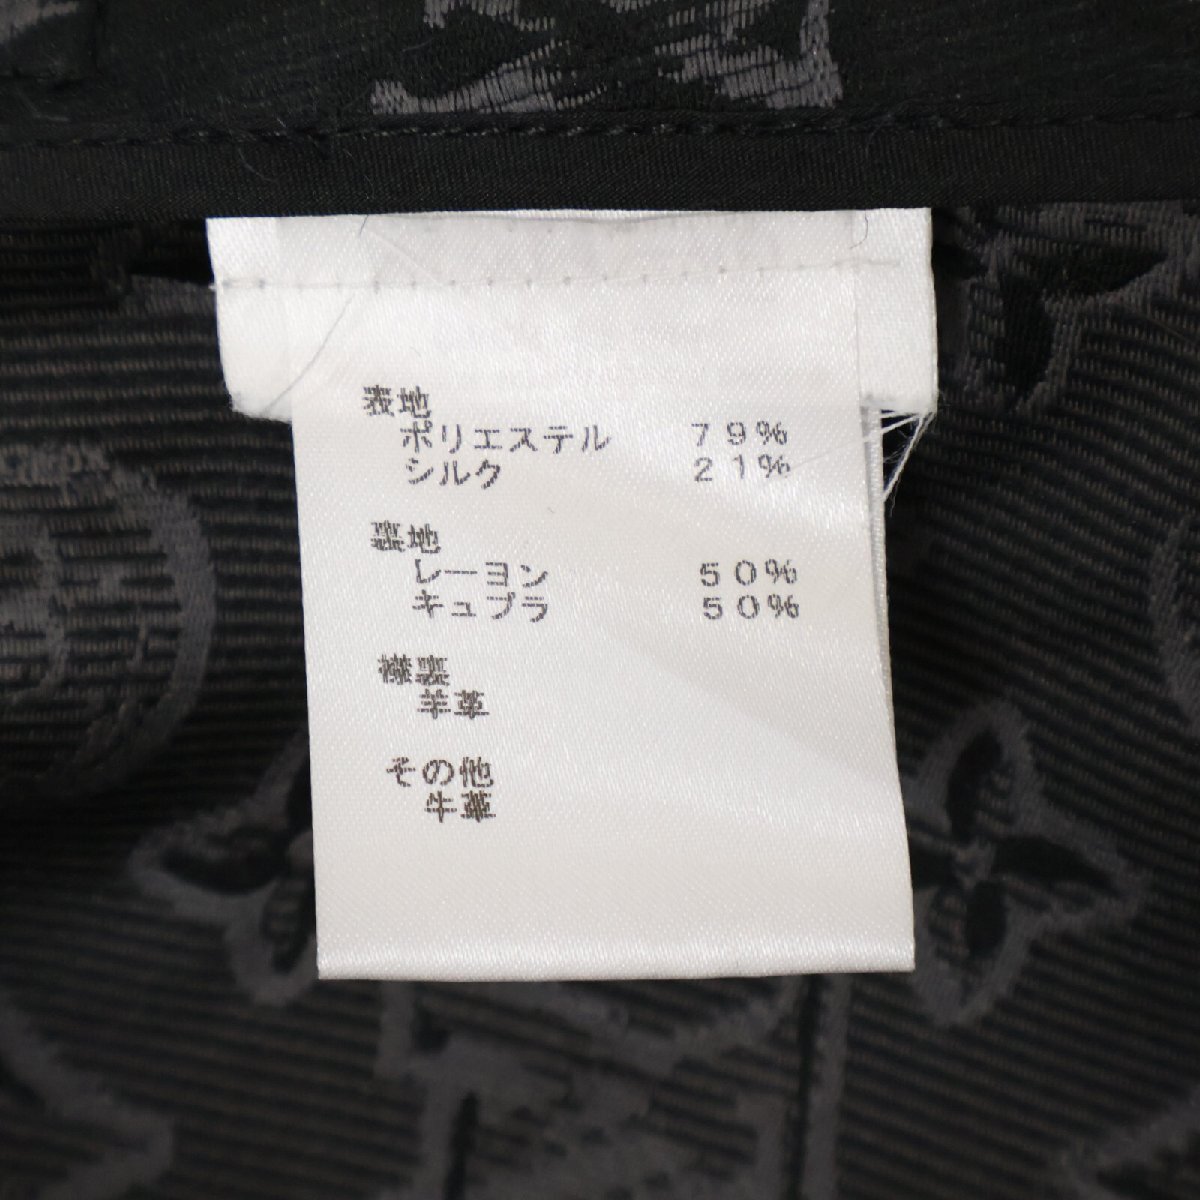 表地
ポリエステル 79%
シルク 21%
裏地
レーヨン 50%
キュプラ 50%
襟裏
羊革
その他
牛革